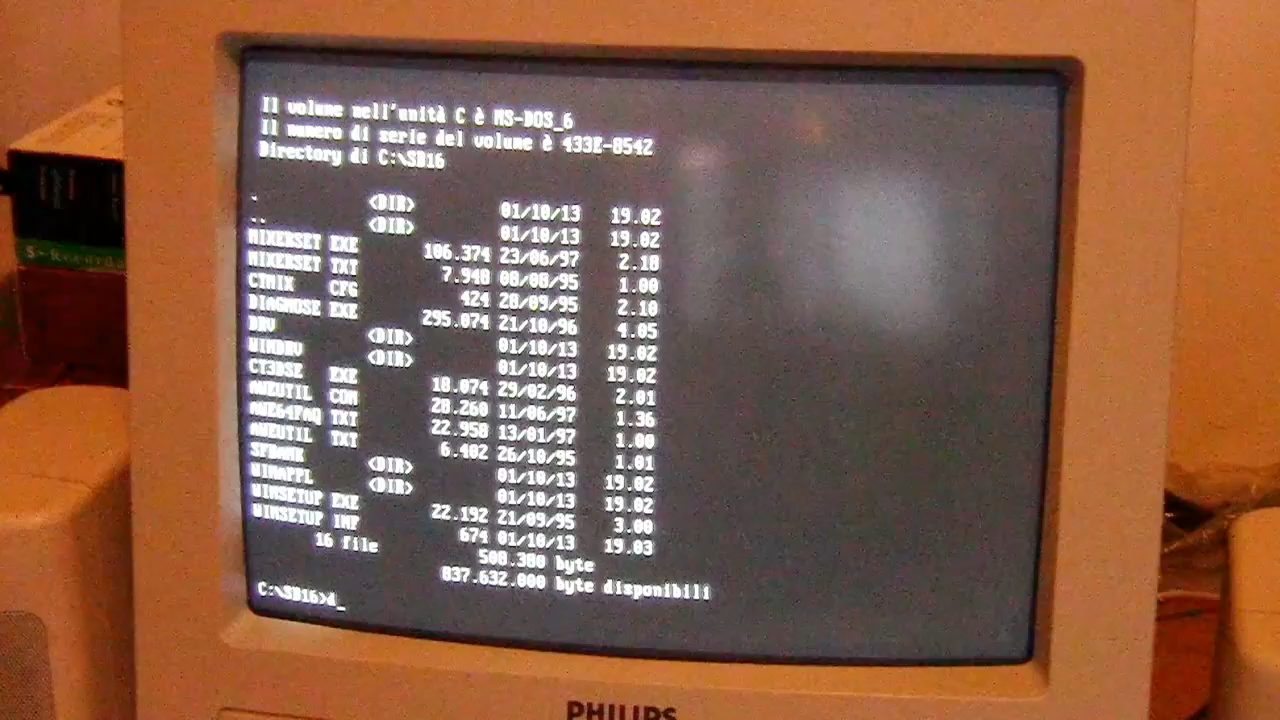 Il volume nell'unità C è MS-DOS_6
Il numero di serie del volume è 433E-0542
Directory di C:\SB16
. <DIR> 01/10/13 19.02
.. <DIR> 01/10/13 19.02
MIXERSET EXE 106.374 23/06/97 2.10
MIXERSET TXT 7.940 08/08/95 1.00
CTMIX CFG 424 28/09/95 2.10
DIAGNOSE EXE 295.074 21/10/96 4.05
DRV <DIR> 01/10/13 19.02
WINDRV <DIR> 01/10/13 19.02
CT3DSE EXE 18.074 29/02/96 2.01
AWEUTIL COM 28.260 11/06/97 1.36
AWE64FAQ TXT 22.958 13/01/97 1.00
AWEUTIL TXT 6.402 26/10/95 1.01
SFBANK <DIR> 01/10/13 19.02
WINAPPL <DIR> 01/10/13 19.02
WINSETUP EXE 22.192 21/09/95 3.00
WINSETUP INF 674 01/10/13 19.03
16 file 508.380 byte
837.632.000 byte disponibili
C:\SB16>d_
PHILIPS